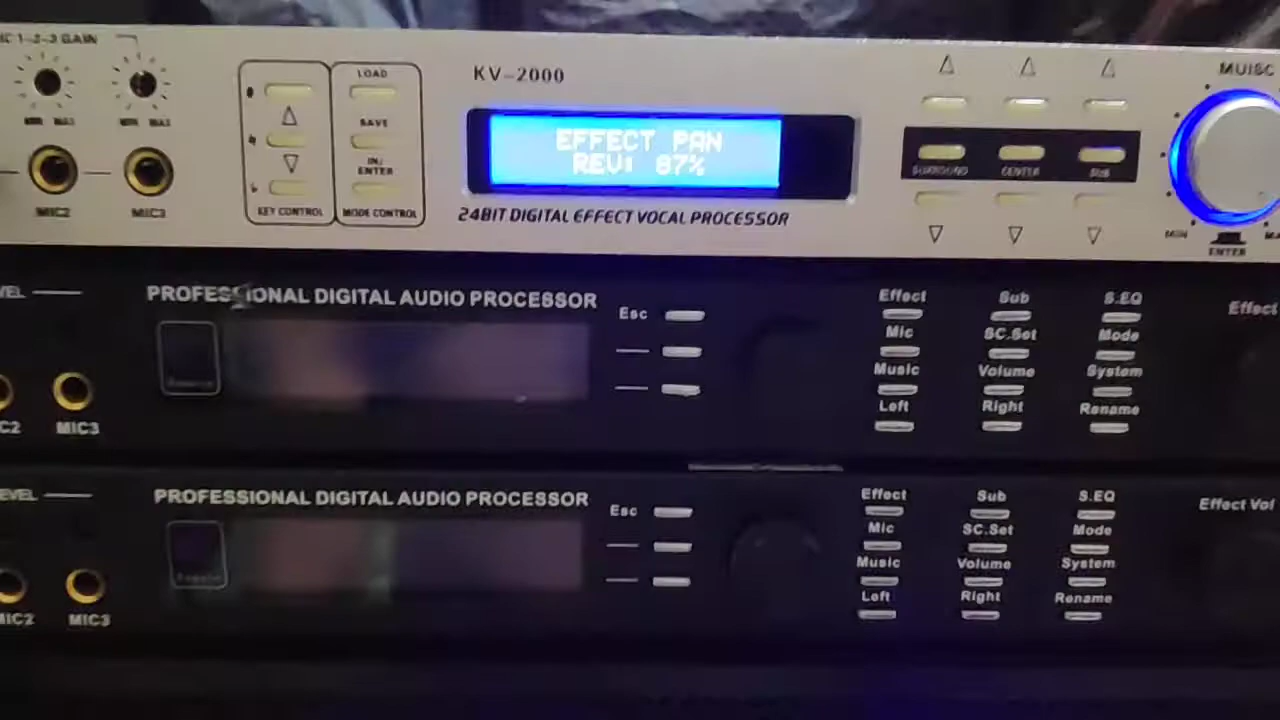 IC 1-2-3 GAIN
MIN MAX
MIN MAX
MIC2
MIC3
KEY CONTROL
LOAD
SAVE
IN/
ENTER
MODE CONTROL
KV-2000
EFFECT PAN
REV: 87%
24BIT DIGITAL EFFECT VOCAL PROCESSOR
SURROUND CENTER SUB
MUISC
MIN
ENTER
MA
VEL
C2 MIC3
PROFESSIONAL DIGITAL AUDIO PROCESSOR
Esc
Effect Sub S.EQ
Mic SC.Set Mode
Music Volume System
Left Right Rename
Effect
EVEL
MIC2 MIC3
PROFESSIONAL DIGITAL AUDIO PROCESSOR
Esc
Effect Sub S.EQ
Mic SC.Set Mode
Music Volume System
Left Right Rename
Effect Vol